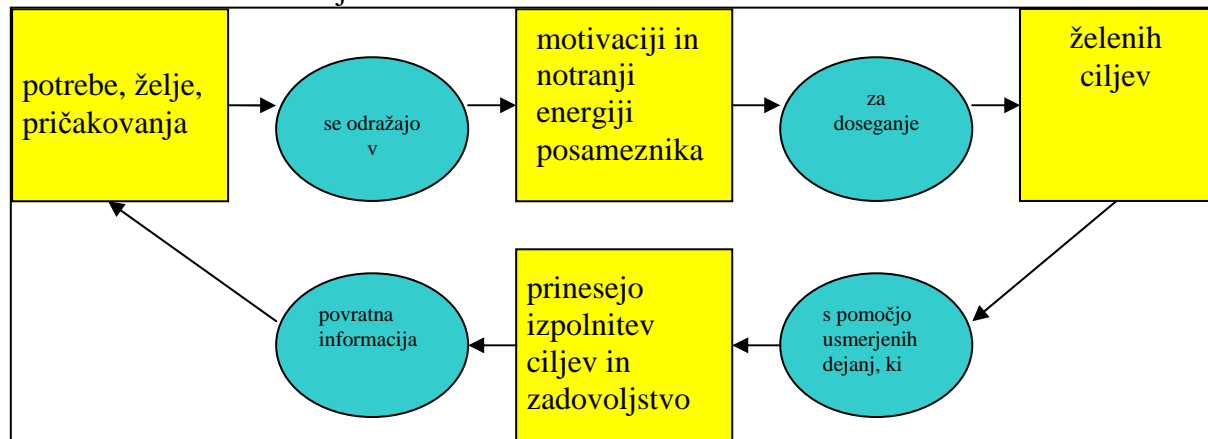 potrebe, želje,
pričakovanja
se odražajo
v
motivaciji in
notranji
energiji
posameznika
za
doseganje
želenih
ciljev
s pomočjo
usmerjenih
dejanj, ki
prinesejo
izpolnitev
ciljev in
zadovoljstvo
povratna
informacija